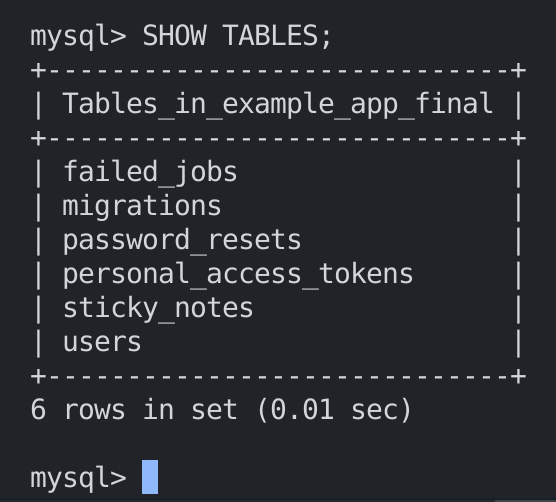 mysql> SHOW TABLES;
+-----------------------------+
| Tables_in_example_app_final |
+-----------------------------+
| failed_jobs                 |
| migrations                  |
| password_resets             |
| personal_access_tokens      |
| sticky_notes                |
| users                       |
+-----------------------------+
6 rows in set (0.01 sec)
mysql>